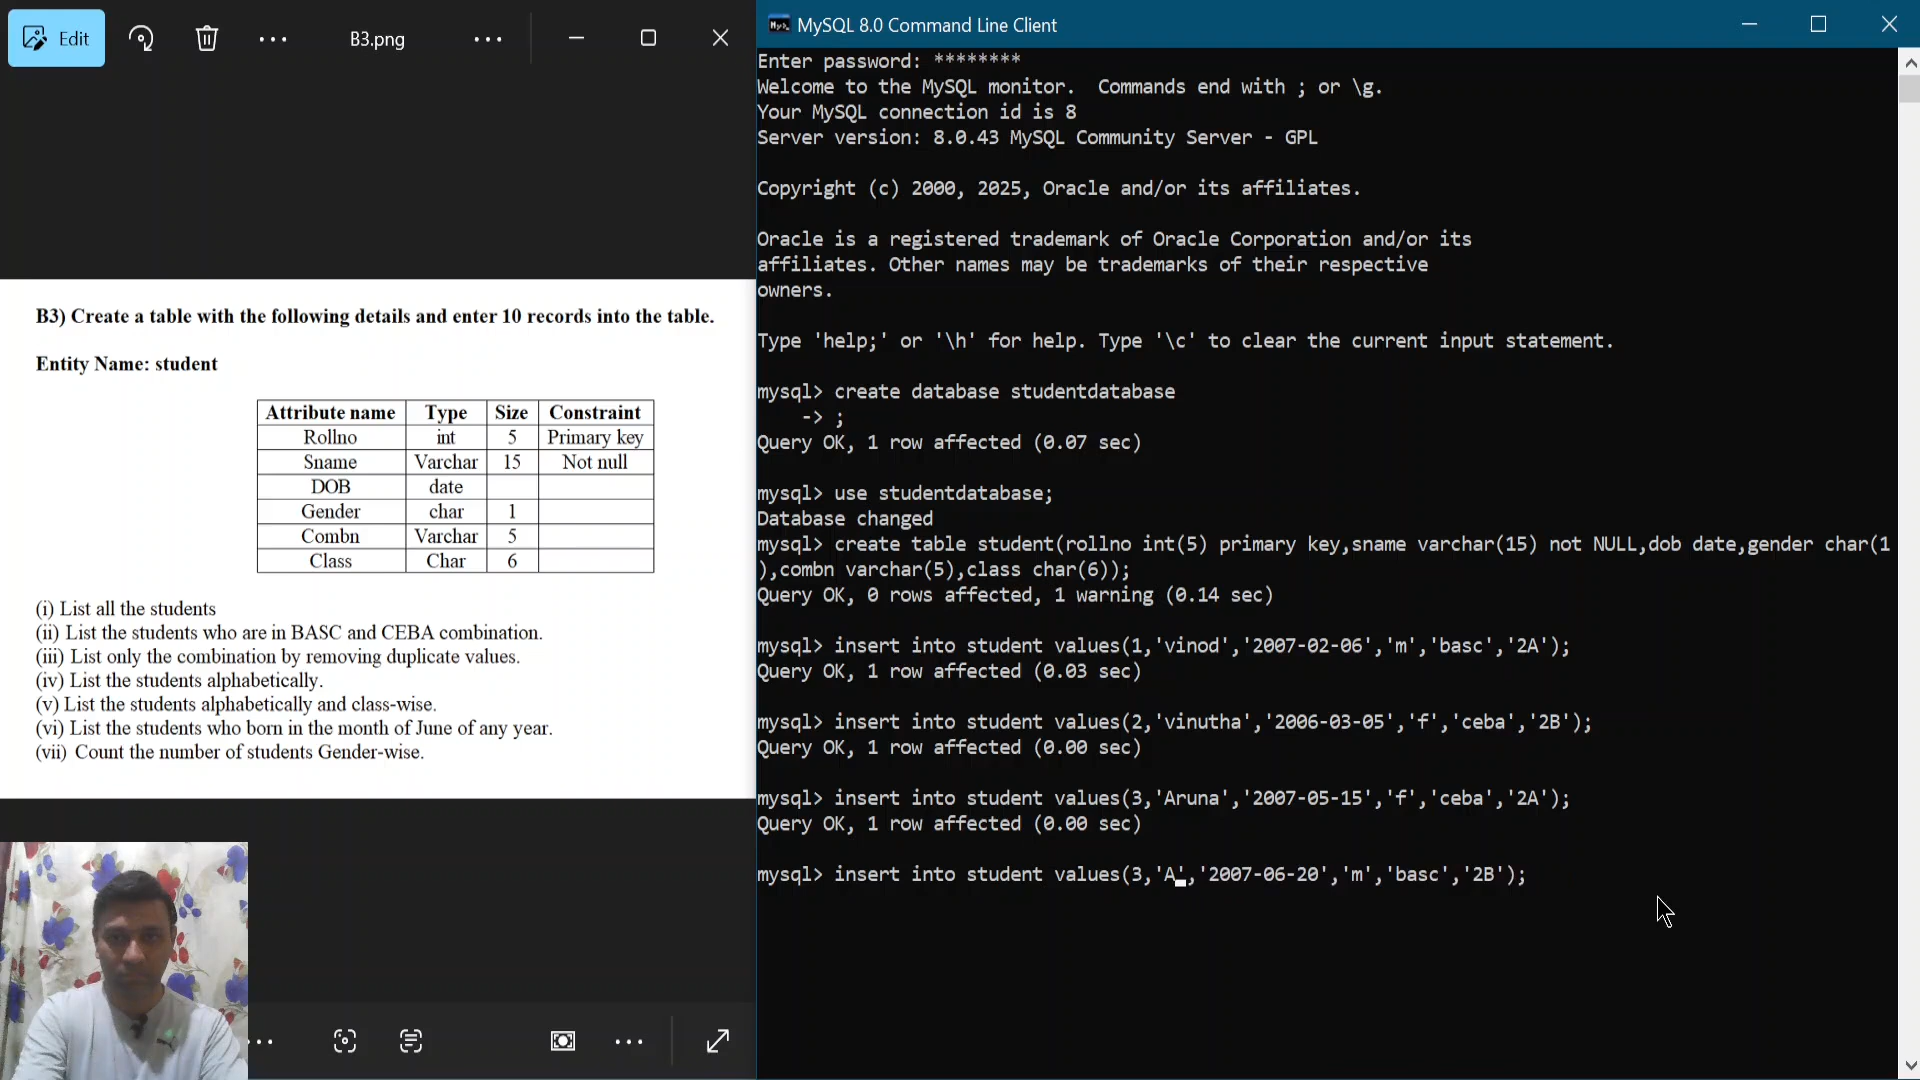 Edit
B3.png
B3) Create a table with the following details and enter 10 records into the table.
Entity Name: student
Attribute name Type Size Constraint
Rollno int 5 Primary key
Sname Varchar 15 Not null
DOB date
Gender char 1
Combn Varchar 5
Class Char 6
(i) List all the students
(ii) List the students who are in BASC and CEBA combination.
(iii) List only the combination by removing duplicate values.
(iv) List the students alphabetically.
(v) List the students alphabetically and class-wise.
(vi) List the students who born in the month of June of any year.
(vii) Count the number of students Gender-wise.
MySQL 8.0 Command Line Client
Enter password: ********
Welcome to the MySQL monitor.  Commands end with ; or \g.
Your MySQL connection id is 8
Server version: 8.0.43 MySQL Community Server - GPL
Copyright (c) 2000, 2025, Oracle and/or its affiliates.
Oracle is a registered trademark of Oracle Corporation and/or its
affiliates. Other names may be trademarks of their respective
owners.
Type 'help;' or '\h' for help. Type '\c' to clear the current input statement.
mysql> create database studentdatabase
    -> ;
Query OK, 1 row affected (0.07 sec)
mysql> use studentdatabase;
Database changed
mysql> create table student(rollno int(5) primary key,sname varchar(15) not NULL,dob date,gender char(1
),combn varchar(5),class char(6));
Query OK, 0 rows affected, 1 warning (0.14 sec)
mysql> insert into student values(1,'vinod','2007-02-06','m','basc','2A');
Query OK, 1 row affected (0.03 sec)
mysql> insert into student values(2,'vinutha','2006-03-05','f','ceba','2B');
Query OK, 1 row affected (0.00 sec)
mysql> insert into student values(3,'Aruna','2007-05-15','f','ceba','2A');
Query OK, 1 row affected (0.00 sec)
mysql> insert into student values(3,'A','2007-06-20','m','basc','2B');